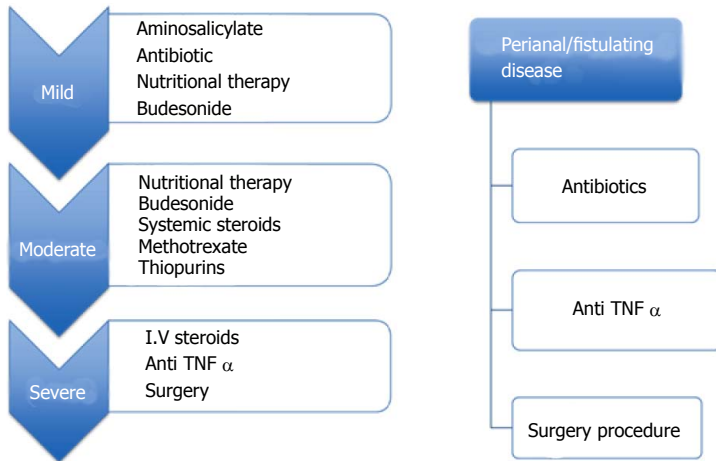 Mild
Aminosalicylate
Antibiotic
Nutritional therapy
Budesonide
Moderate
Nutritional therapy
Budesonide
Systemic steroids
Methotrexate
Thiopurins
Severe
I.V steroids
Anti TNF α
Surgery
Perianal/fistulating
disease
Antibiotics
Anti TNF α
Surgery procedure